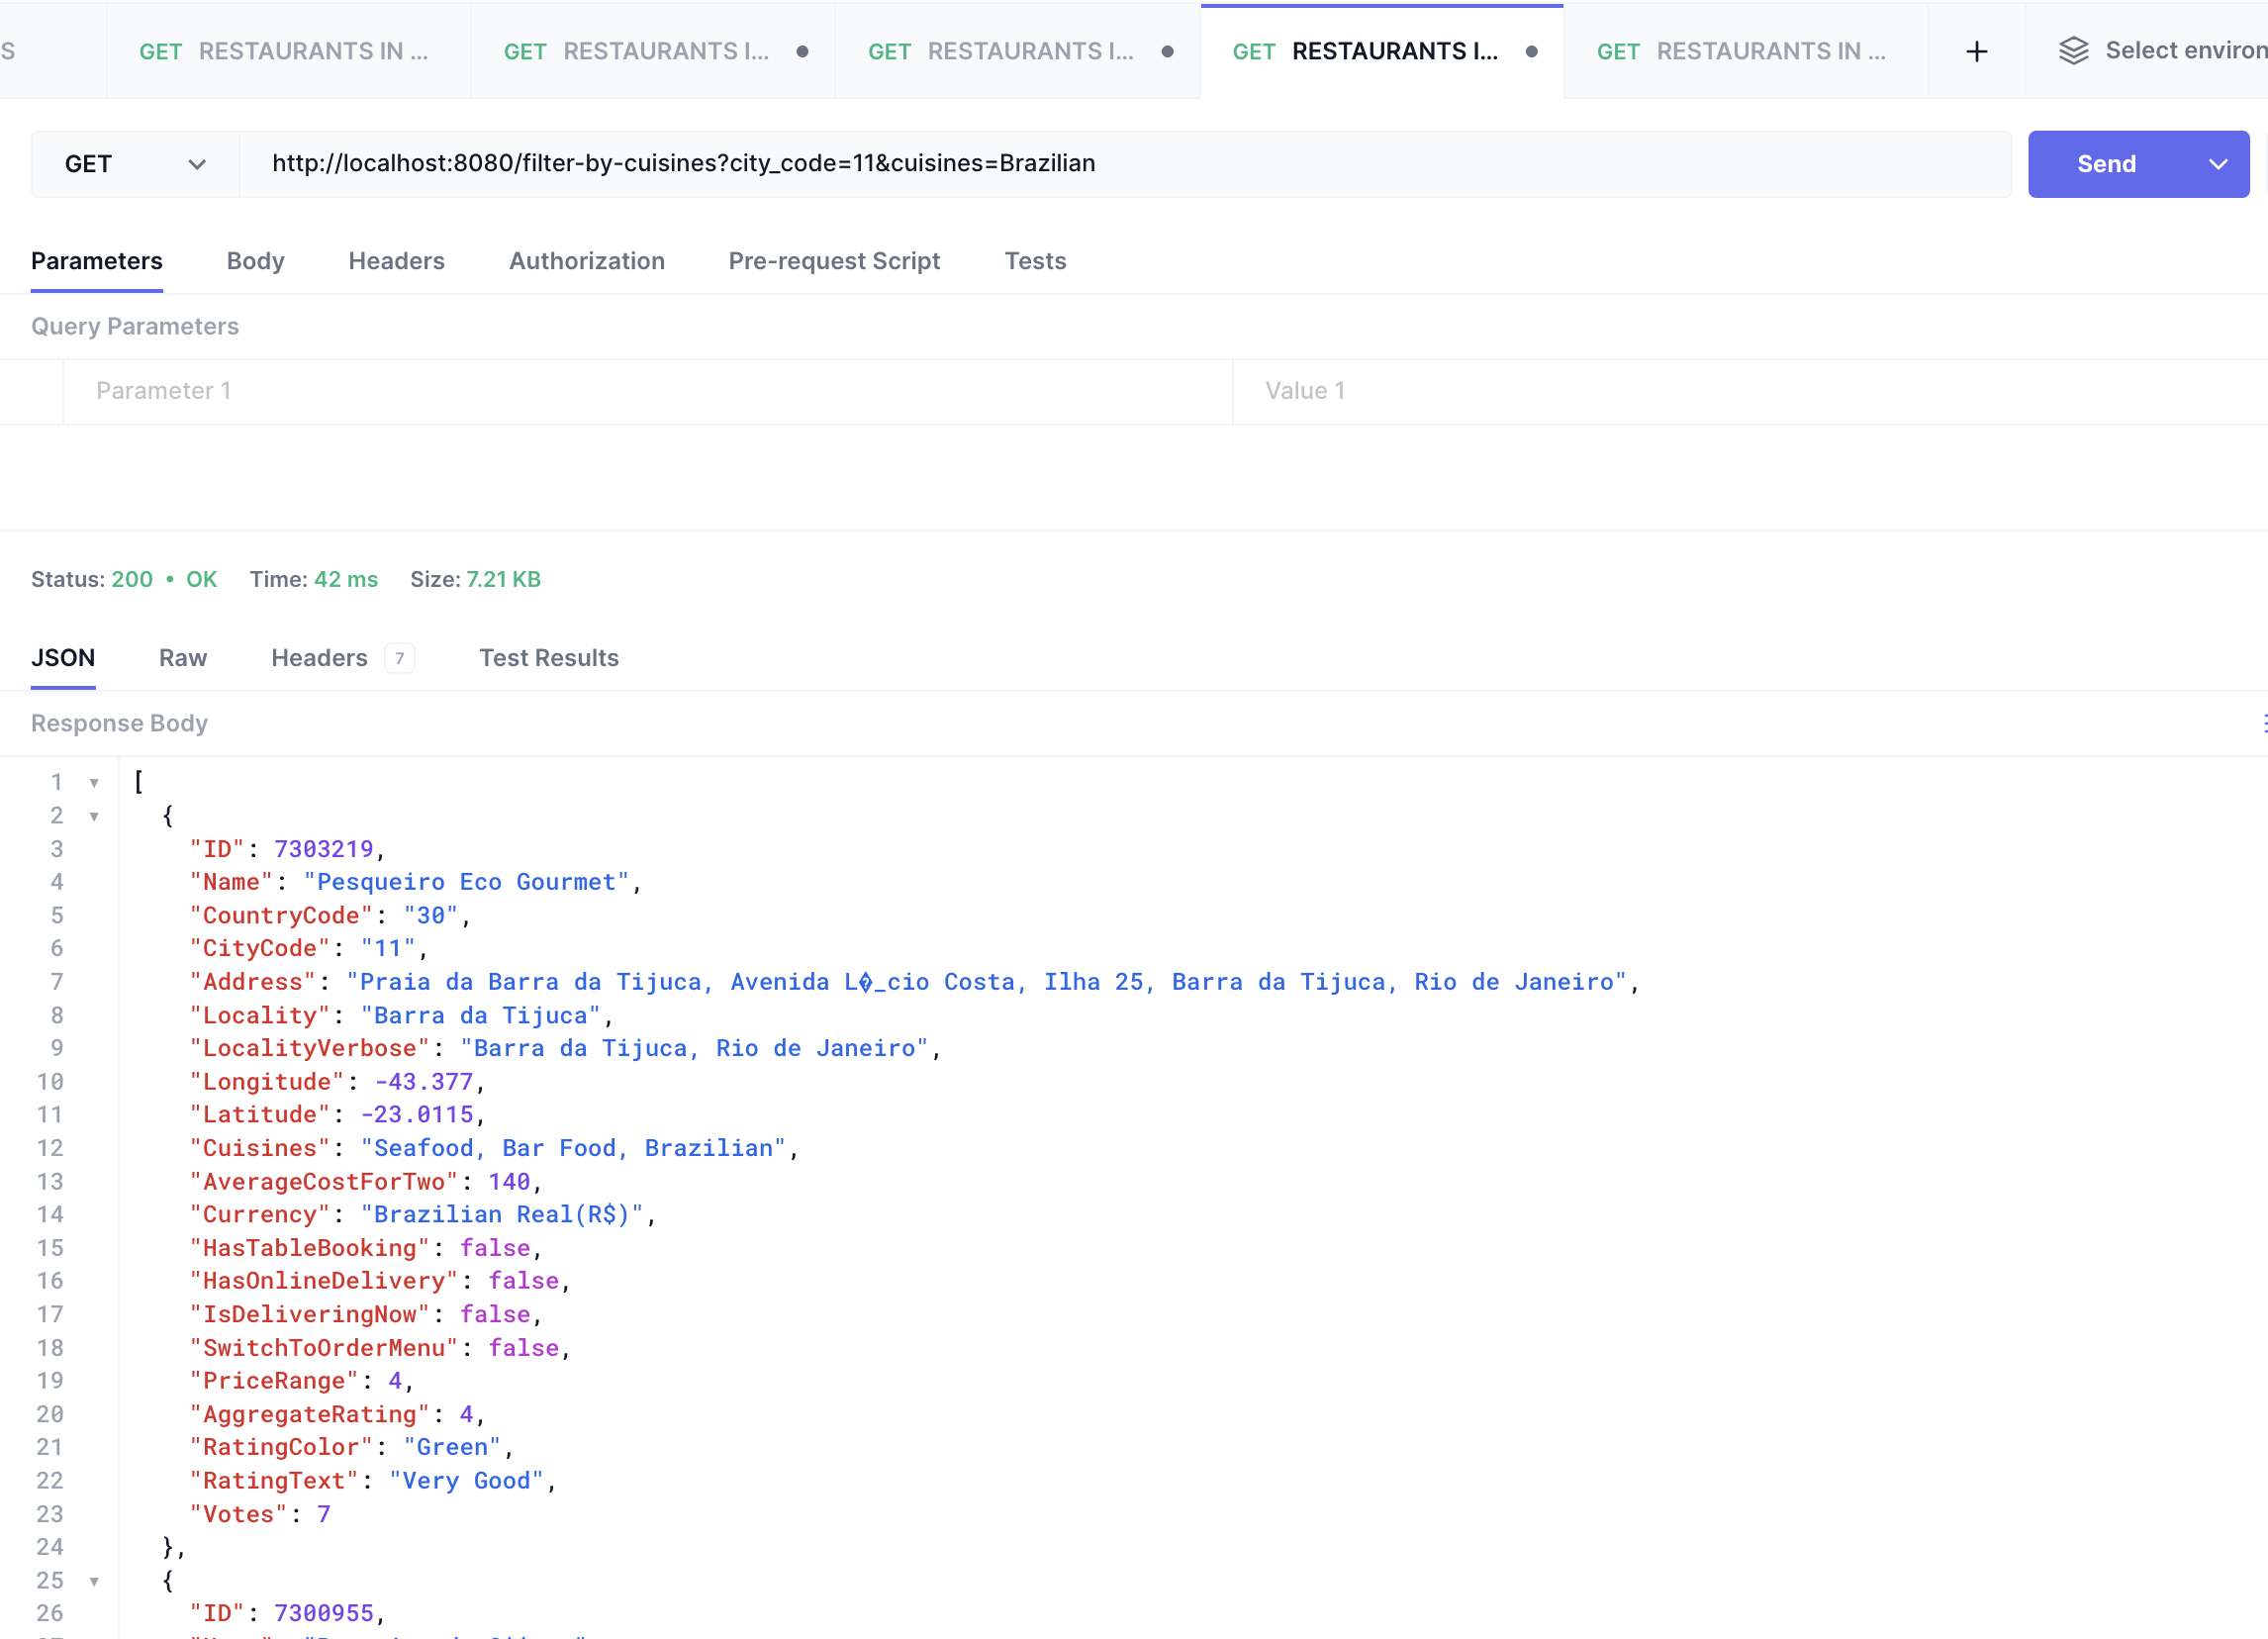 S GET RESTAURANTS IN ... GET RESTAURANTS I... GET RESTAURANTS I... GET RESTAURANTS I... GET RESTAURANTS IN ... + Select environ
GET http://localhost:8080/filter-by-cuisines?city_code=11&cuisines=Brazilian Send
Parameters Body Headers Authorization Pre-request Script Tests
Query Parameters
Parameter 1 Value 1
Status: 200 • OK Time: 42 ms Size: 7.21 KB
JSON Raw Headers 7 Test Results
Response Body
1 [
2 {
3 "ID": 7303219,
4 "Name": "Pesqueiro Eco Gourmet",
5 "CountryCode": "30",
6 "CityCode": "11",
7 "Address": "Praia da Barra da Tijuca, Avenida L�_cio Costa, Ilha 25, Barra da Tijuca, Rio de Janeiro",
8 "Locality": "Barra da Tijuca",
9 "LocalityVerbose": "Barra da Tijuca, Rio de Janeiro",
10 "Longitude": -43.377,
11 "Latitude": -23.0115,
12 "Cuisines": "Seafood, Bar Food, Brazilian",
13 "AverageCostForTwo": 140,
14 "Currency": "Brazilian Real(R$)",
15 "HasTableBooking": false,
16 "HasOnlineDelivery": false,
17 "IsDeliveringNow": false,
18 "SwitchToOrderMenu": false,
19 "PriceRange": 4,
20 "AggregateRating": 4,
21 "RatingColor": "Green",
22 "RatingText": "Very Good",
23 "Votes": 7
24 },
25 {
26 "ID": 7300955,